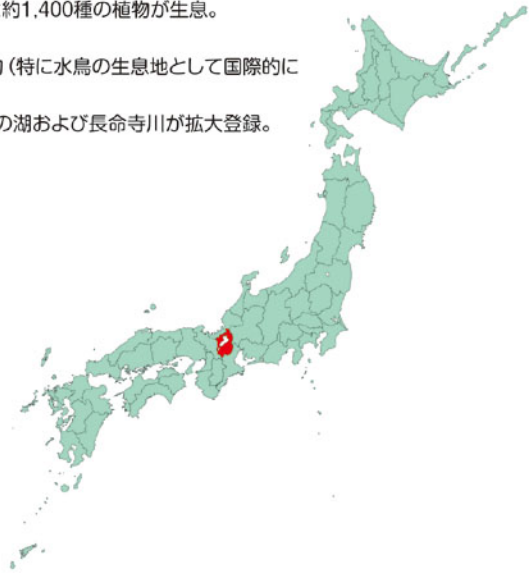 約1,400種の植物が生息。
（特に水鳥の生息地として国際的に
の湖および長命寺川が拡大登録。